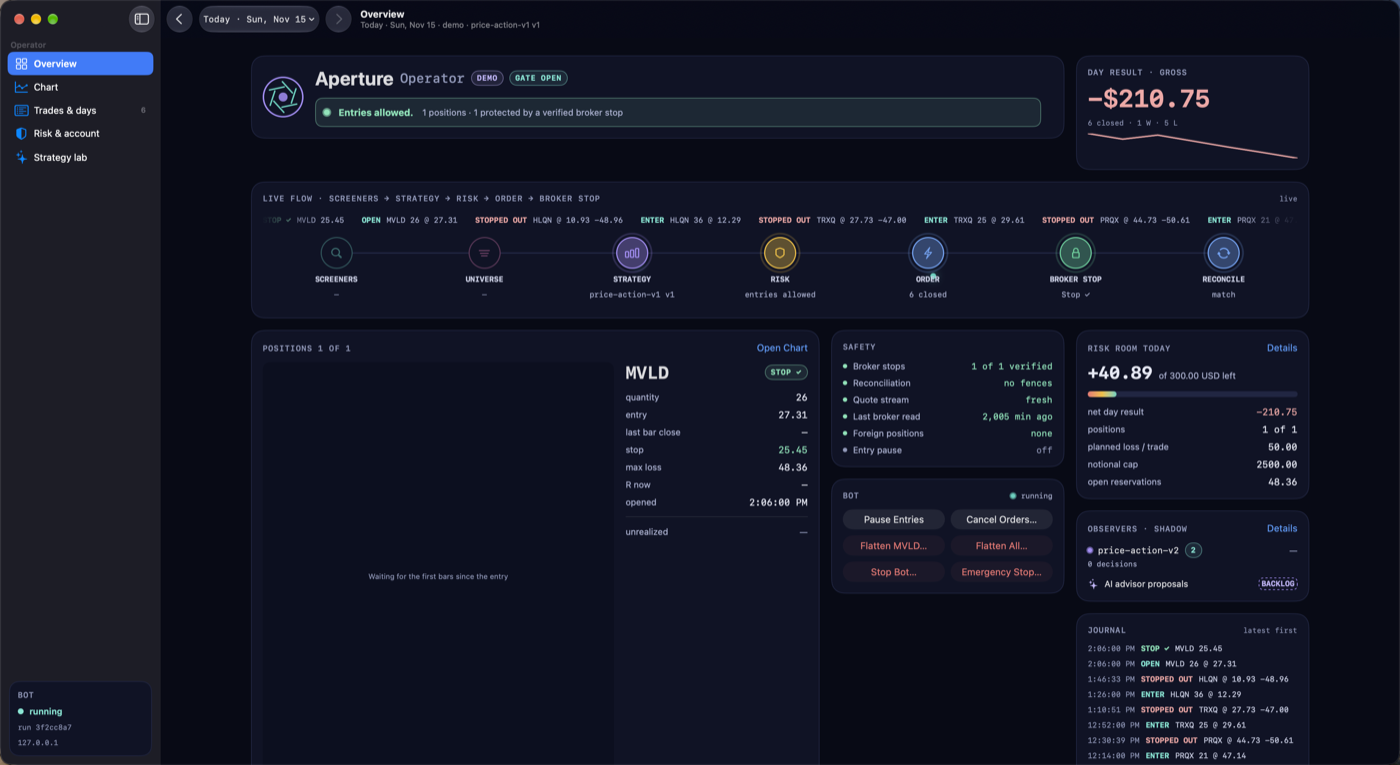 Today · Sun, Nov 15
Overview
Today · Sun, Nov 15 · demo · price-action-v1 v1
Operator
Overview
Chart
Trades & days 6
Risk & account
Strategy lab
BOT
running
run 3f2cc8a7
127.0.0.1
Aperture Operator DEMO GATE OPEN
Entries allowed. 1 positions · 1 protected by a verified broker stop
DAY RESULT · GROSS
−$210.75
6 closed · 1 W · 5 L
LIVE FLOW · SCREENERS → STRATEGY → RISK → ORDER → BROKER STOP live
STOP ✓ MVLD 25.45 OPEN MVLD 26 @ 27.31 STOPPED OUT HLQN @ 10.93 −48.96 ENTER HLQN 36 @ 12.29 STOPPED OUT TRXQ @ 27.73 −47.00 ENTER TRXQ 25 @ 29.61 STOPPED OUT PRQX @ 44.73 −50.61 ENTER PRQX 21 @
SCREENERS UNIVERSE STRATEGY RISK ORDER BROKER STOP RECONCILE
— — price-action-v1 v1 entries allowed 6 closed Stop ✓ match
POSITIONS 1 OF 1 Open Chart
Waiting for the first bars since the entry
MVLD STOP ✓
quantity 26
entry 27.31
last bar close —
stop 25.45
max loss 48.36
R now —
opened 2:06:00 PM
unrealized —
SAFETY
Broker stops 1 of 1 verified
Reconciliation no fences
Quote stream fresh
Last broker read 2,005 min ago
Foreign positions none
Entry pause off
BOT running
Pause Entries Cancel Orders...
Flatten MVLD... Flatten All...
Stop Bot... Emergency Stop...
RISK ROOM TODAY Details
+40.89 of 300.00 USD left
net day result −210.75
positions 1 of 1
planned loss / trade 50.00
notional cap 2500.00
open reservations 48.36
OBSERVERS · SHADOW Details
price-action-v2 2 —
0 decisions
AI advisor proposals BACKLOG
JOURNAL latest first
2:06:00 PM STOP ✓ MVLD 25.45
2:06:00 PM OPEN MVLD 26 @ 27.31
1:46:33 PM STOPPED OUT HLQN @ 10.93 −48.96
1:26:00 PM ENTER HLQN 36 @ 12.29
1:10:51 PM STOPPED OUT TRXQ @ 27.73 −47.00
12:52:00 PM ENTER TRXQ 25 @ 29.61
12:30:39 PM STOPPED OUT PRQX @ 44.73 −50.61
12:14:00 PM ENTER PRQX 21 @ 47.14